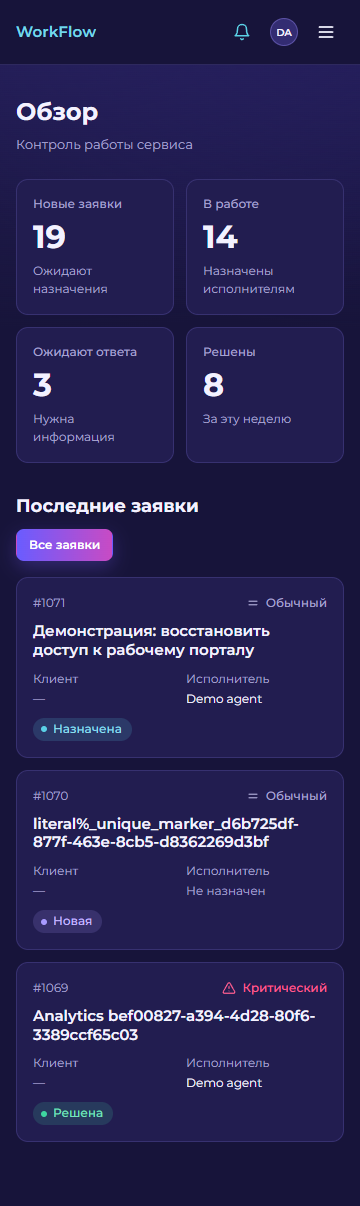 WorkFlow
DA
Обзор
Контроль работы сервиса
Новые заявки
19
Ожидают
назначения
В работе
14
Назначены
исполнителям
Ожидают ответа
3
Нужна
информация
Решены
8
За эту неделю
Последние заявки
Все заявки
#1071
Обычный
Демонстрация: восстановить
доступ к рабочему порталу
Клиент
Исполнитель
—
Demo agent
Назначена
#1070
Обычный
literal%_unique_marker_d6b725df-
877f-463e-8cb5-d8362269d3bf
Клиент
Исполнитель
—
Не назначен
Новая
#1069
Критический
Analytics bef00827-a394-4d28-80f6-
3389ccf65c03
Клиент
Исполнитель
—
Demo agent
Решена